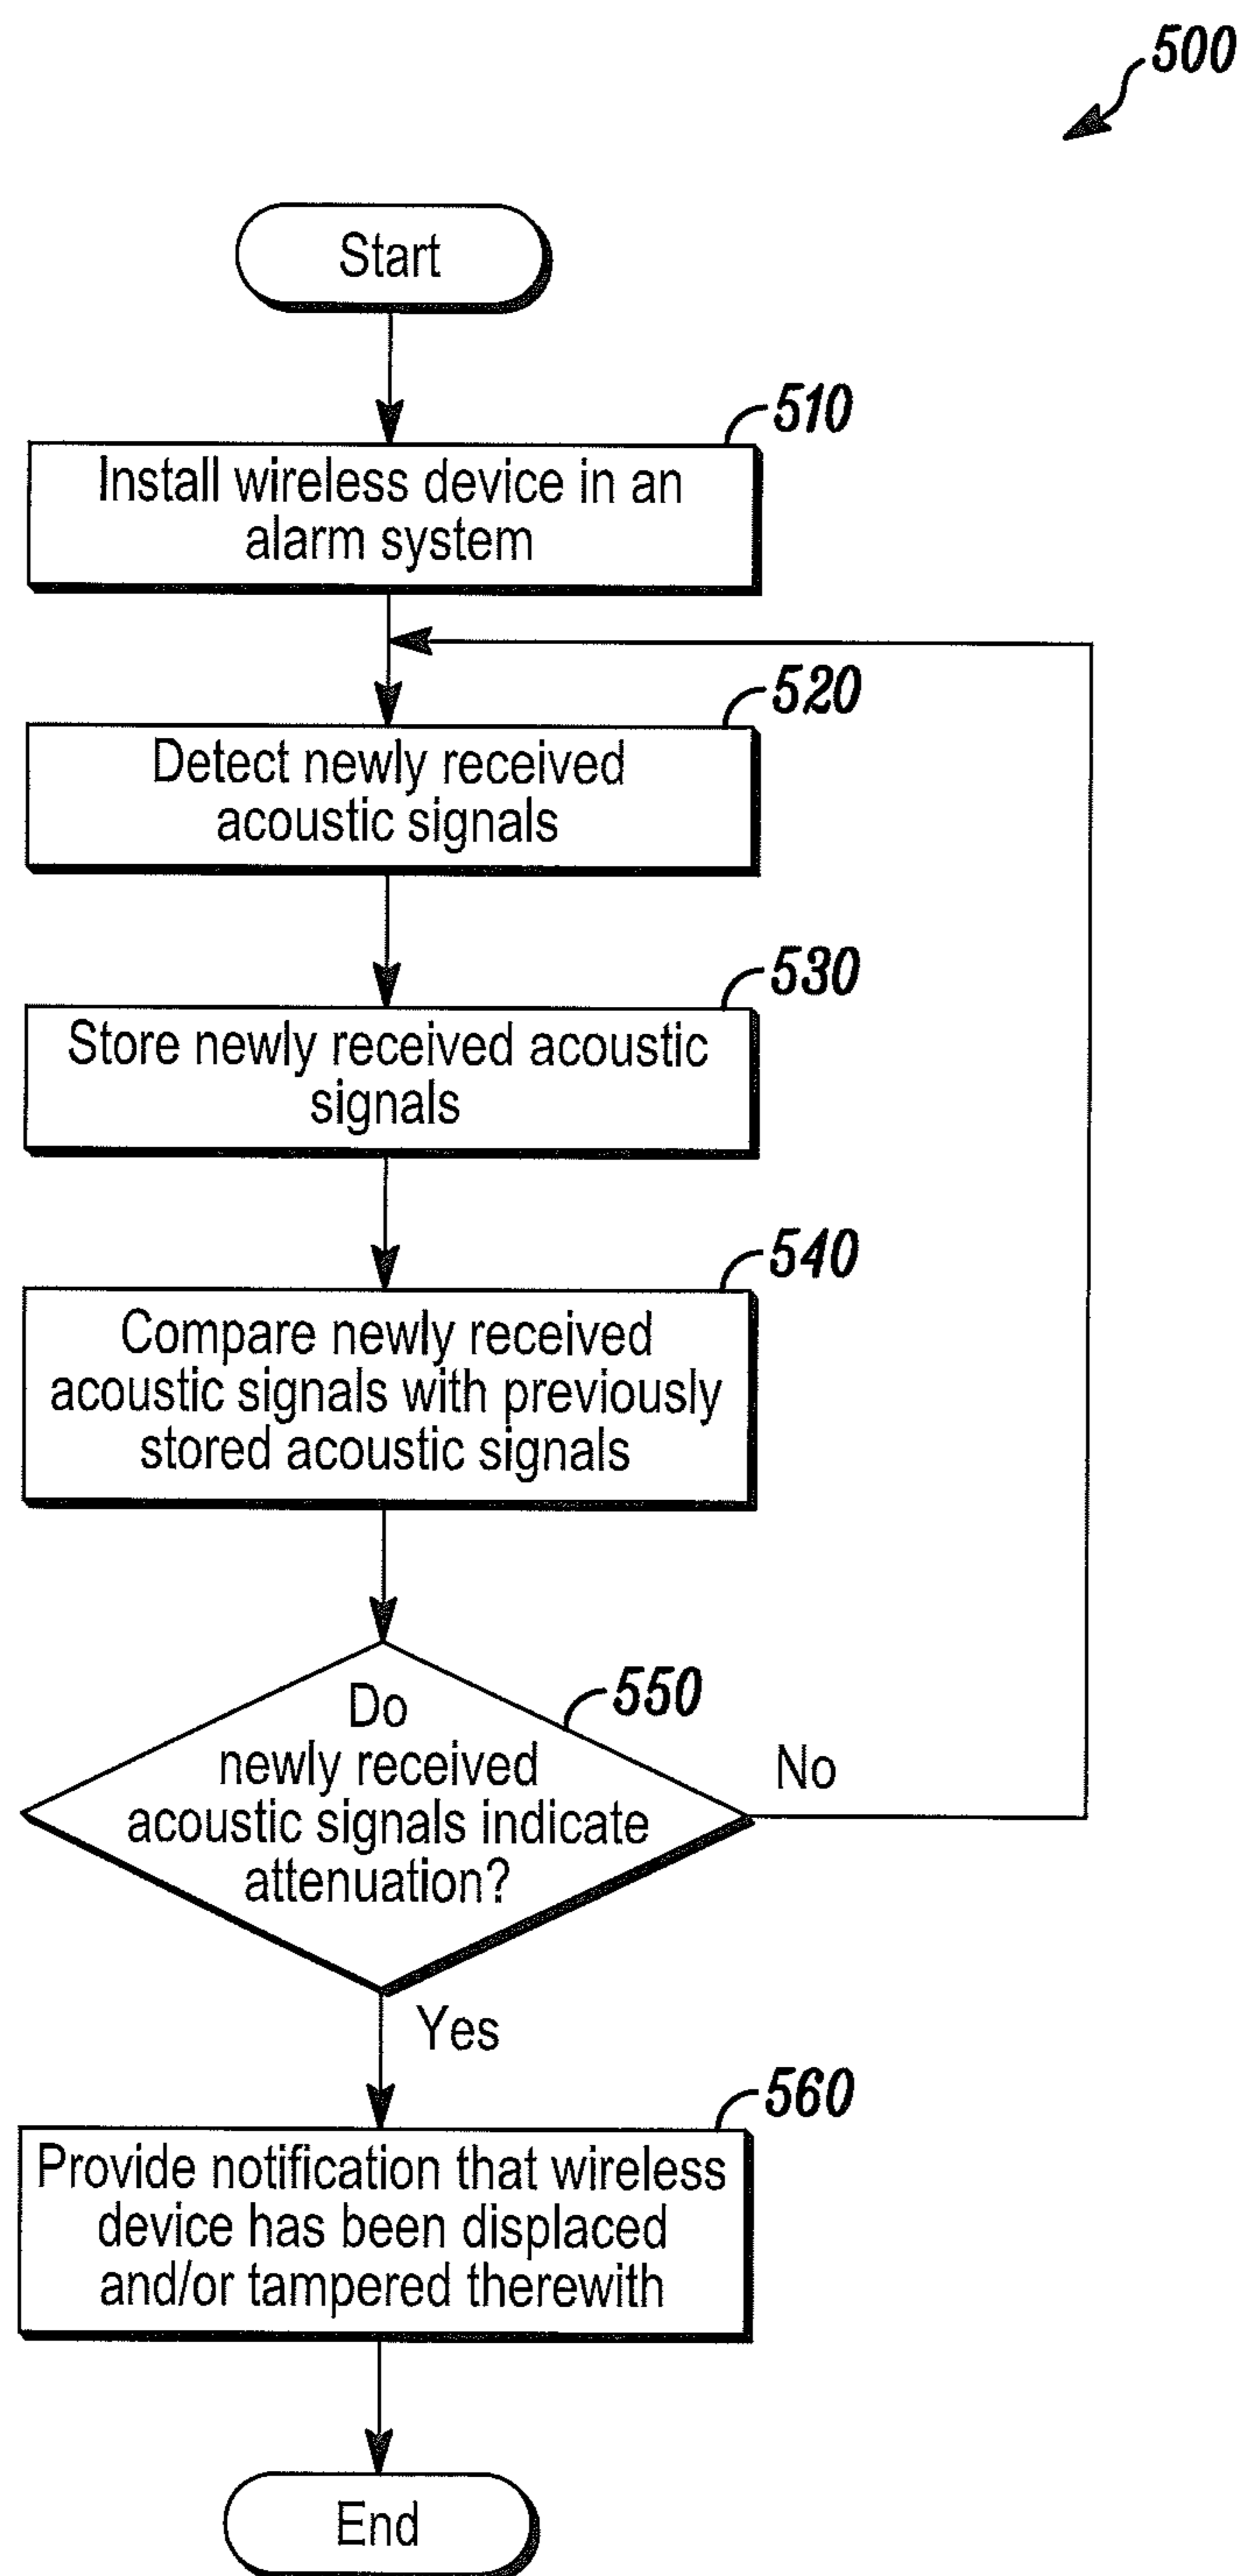 500
Start
510
Install wireless device in an
alarm system
520
Detect newly received
acoustic signals
530
Store newly received acoustic
signals
540
Compare newly received
acoustic signals with previously
stored acoustic signals
550
Do
newly received
acoustic signals indicate
attenuation?
No
Yes
560
Provide notification that wireless
device has been displaced
and/or tampered therewith
End